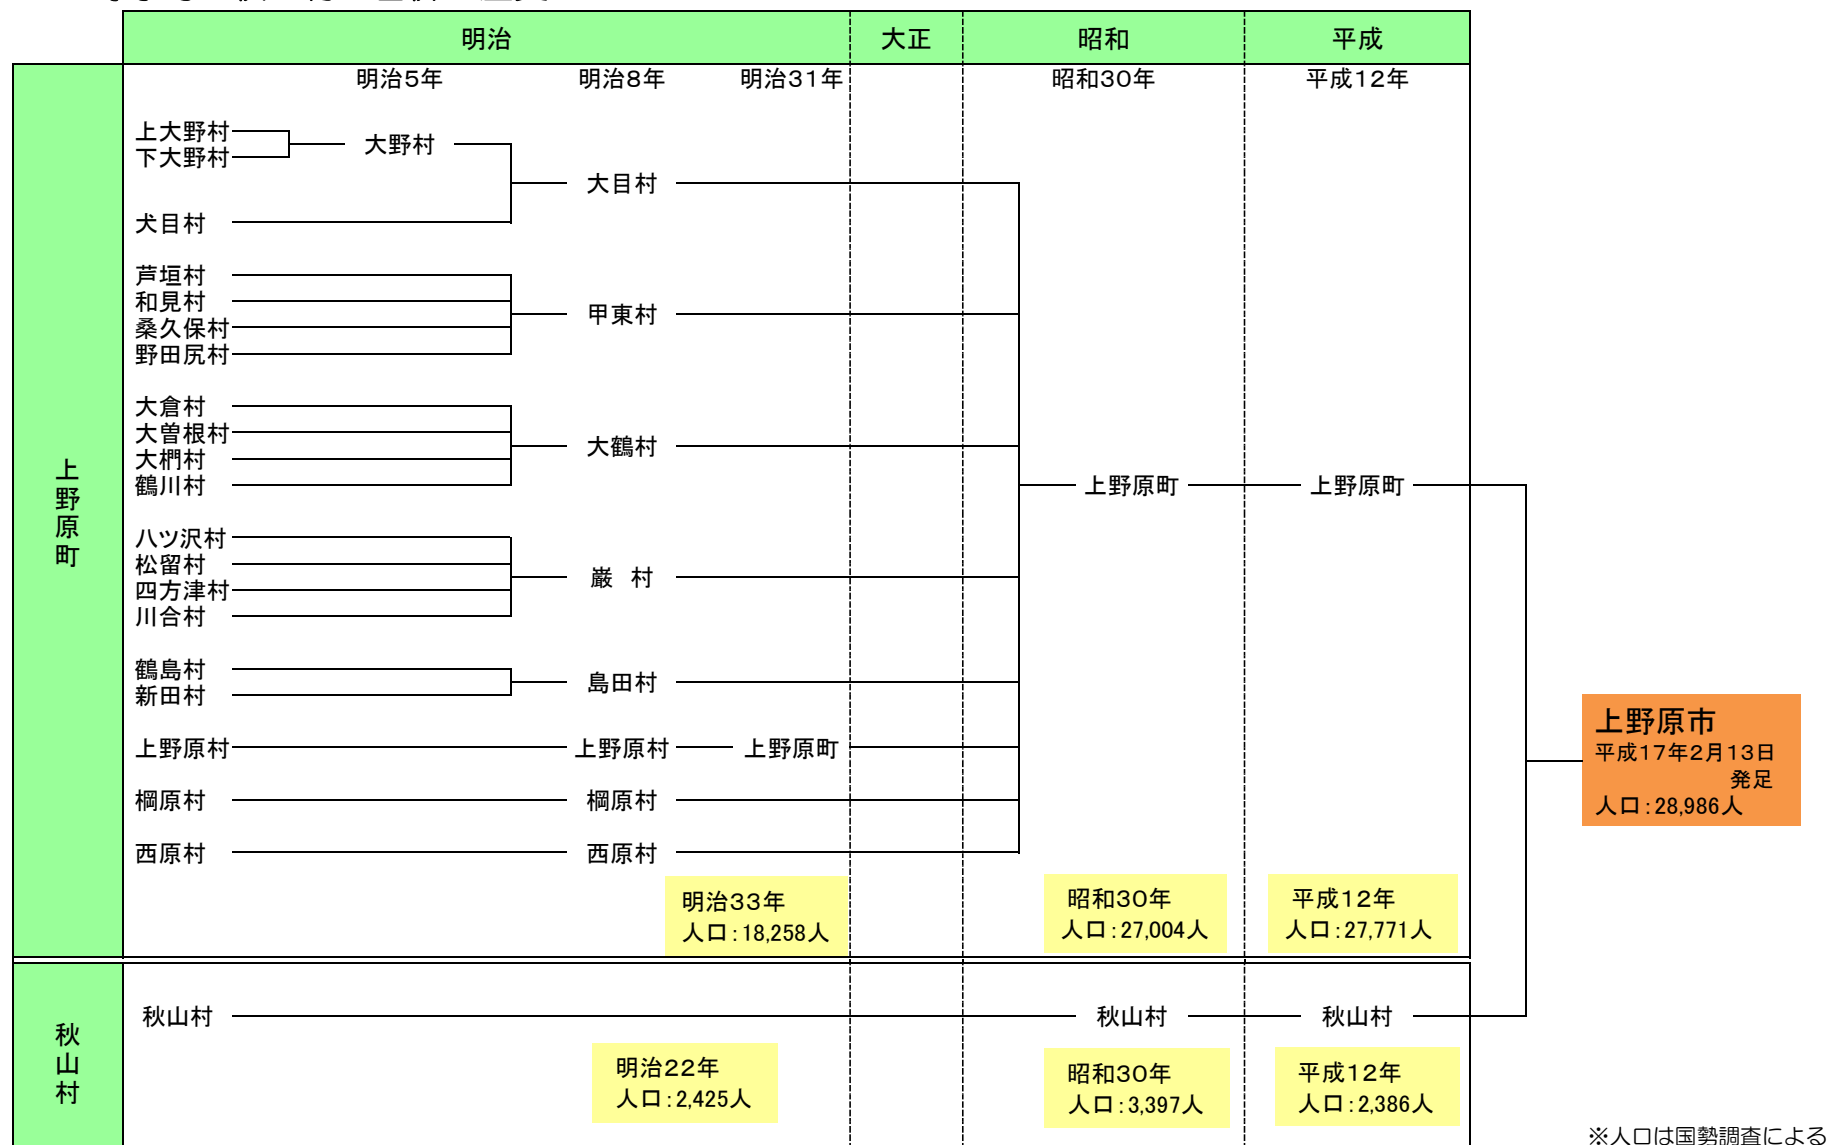 明治 大正 昭和 平成
明治5年 明治8年 明治31年 昭和30年 平成12年
上野原町
上大野村
下大野村
大野村
犬目村
大目村
芦垣村
和見村
桑久保村
野田尻村
甲東村
大倉村
大曽根村
大椚村
鶴川村
大鶴村
八ツ沢村
松留村
四方津村
川合村
巌 村
鶴島村
新田村
島田村
上野原村 上野原村 上野原町
棡原村 棡原村
西原村 西原村
上野原町 上野原町
明治33年
人口:18,258人
昭和30年
人口:27,004人
平成12年
人口:27,771人
秋山村
秋山村 秋山村 秋山村
明治22年
人口:2,425人
昭和30年
人口:3,397人
平成12年
人口:2,386人
上野原市
平成17年2月13日
発足
人口:28,986人
※人口は国勢調査による